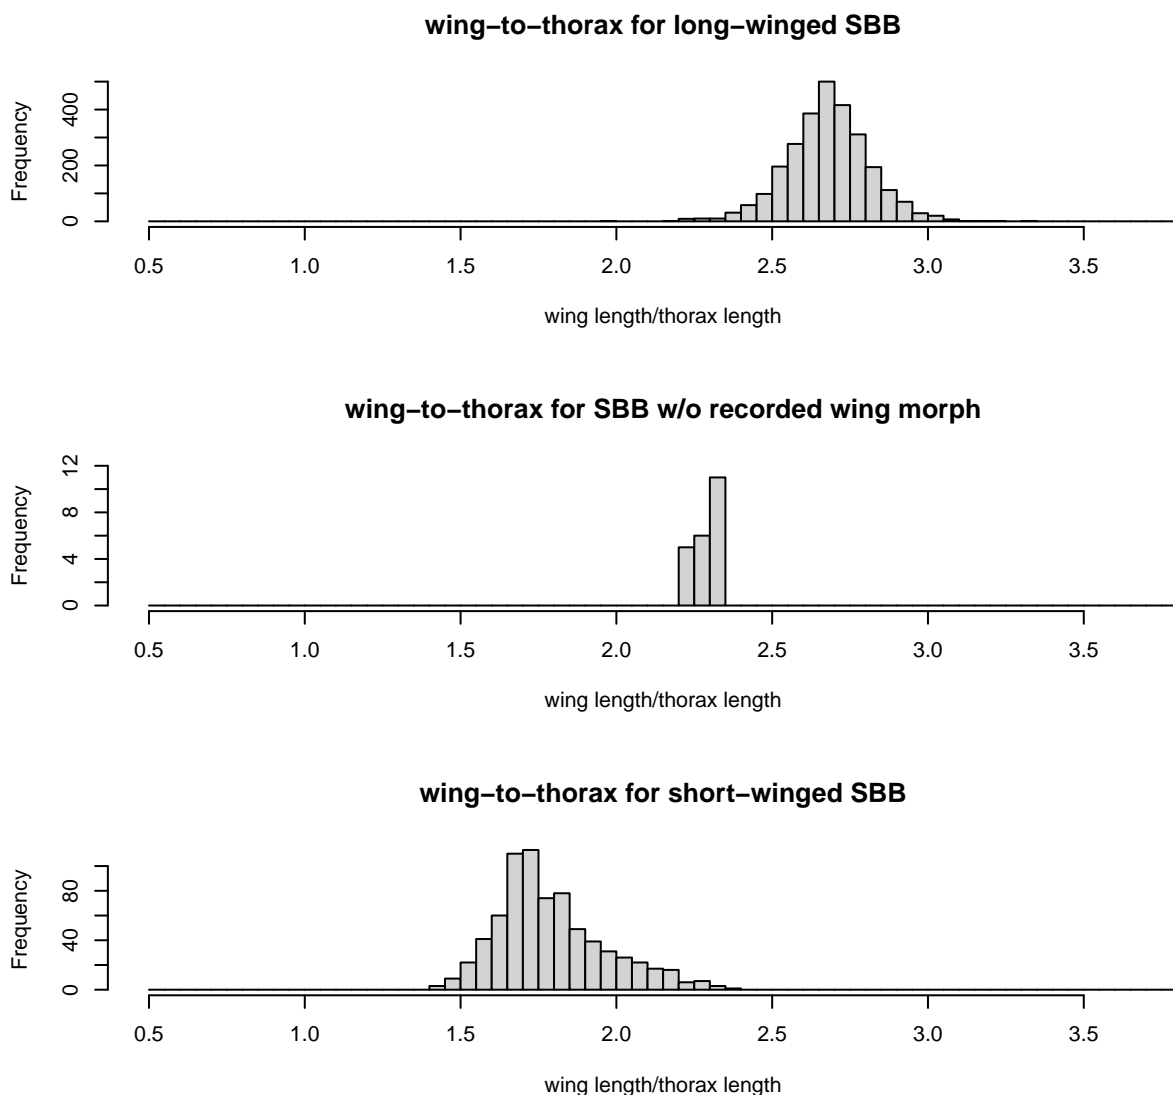 wing−to−thorax for long−winged SBB
Frequency
0 200 400
0.5 1.0 1.5 2.0 2.5 3.0 3.5
wing length/thorax length
wing−to−thorax for SBB w/o recorded wing morph
Frequency
0 4 8 12
0.5 1.0 1.5 2.0 2.5 3.0 3.5
wing length/thorax length
wing−to−thorax for short−winged SBB
Frequency
0 40 80
0.5 1.0 1.5 2.0 2.5 3.0 3.5
wing length/thorax length